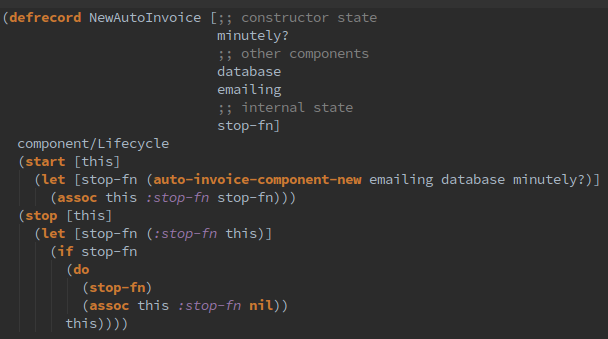 (defrecord NewAutoInvoice [;; constructor state
                           minutely?
                           ;; other components
                           database
                           emailing
                           ;; internal state
                           stop-fn]
  component/Lifecycle
  (start [this]
    (let [stop-fn (auto-invoice-component-new emailing database minutely?)]
      (assoc this :stop-fn stop-fn)))
  (stop [this]
    (let [stop-fn (:stop-fn this)]
      (if stop-fn
        (do
          (stop-fn)
          (assoc this :stop-fn nil))
        this))))